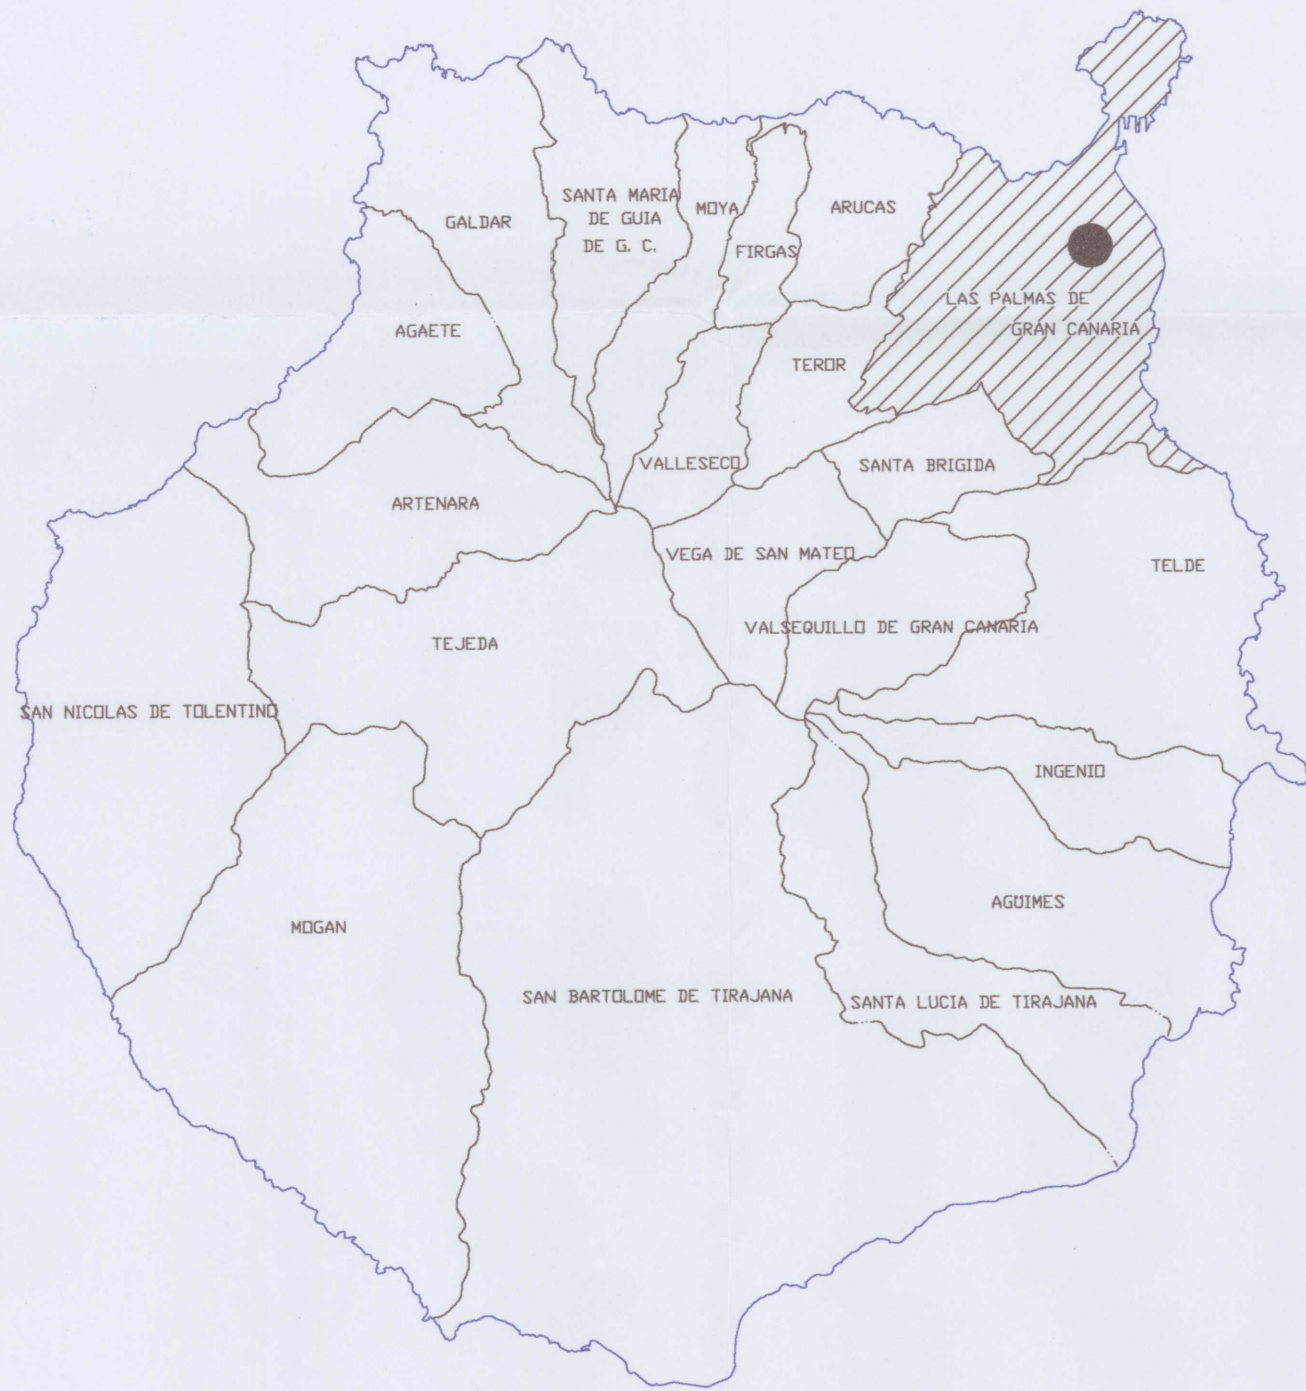 SANTA MARIA
DE GUIA
DE G. C.
MOYA
ARUCAS
GALDAR
FIRGAS
LAS PALMAS DE
GRAN CANARIA
AGAETE
TEROR
VALLESECO
SANTA BRIGIDA
ARTENARA
VEGA DE SAN MATEO
TELDE
VALSEQUILLO DE GRAN CANARIA
TEJEDA
SAN NICOLAS DE TOLENTINO
INGENIO
AGÜIMES
MOGAN
SAN BARTOLOME DE TIRAJANA
SANTA LUCIA DE TIRAJANA